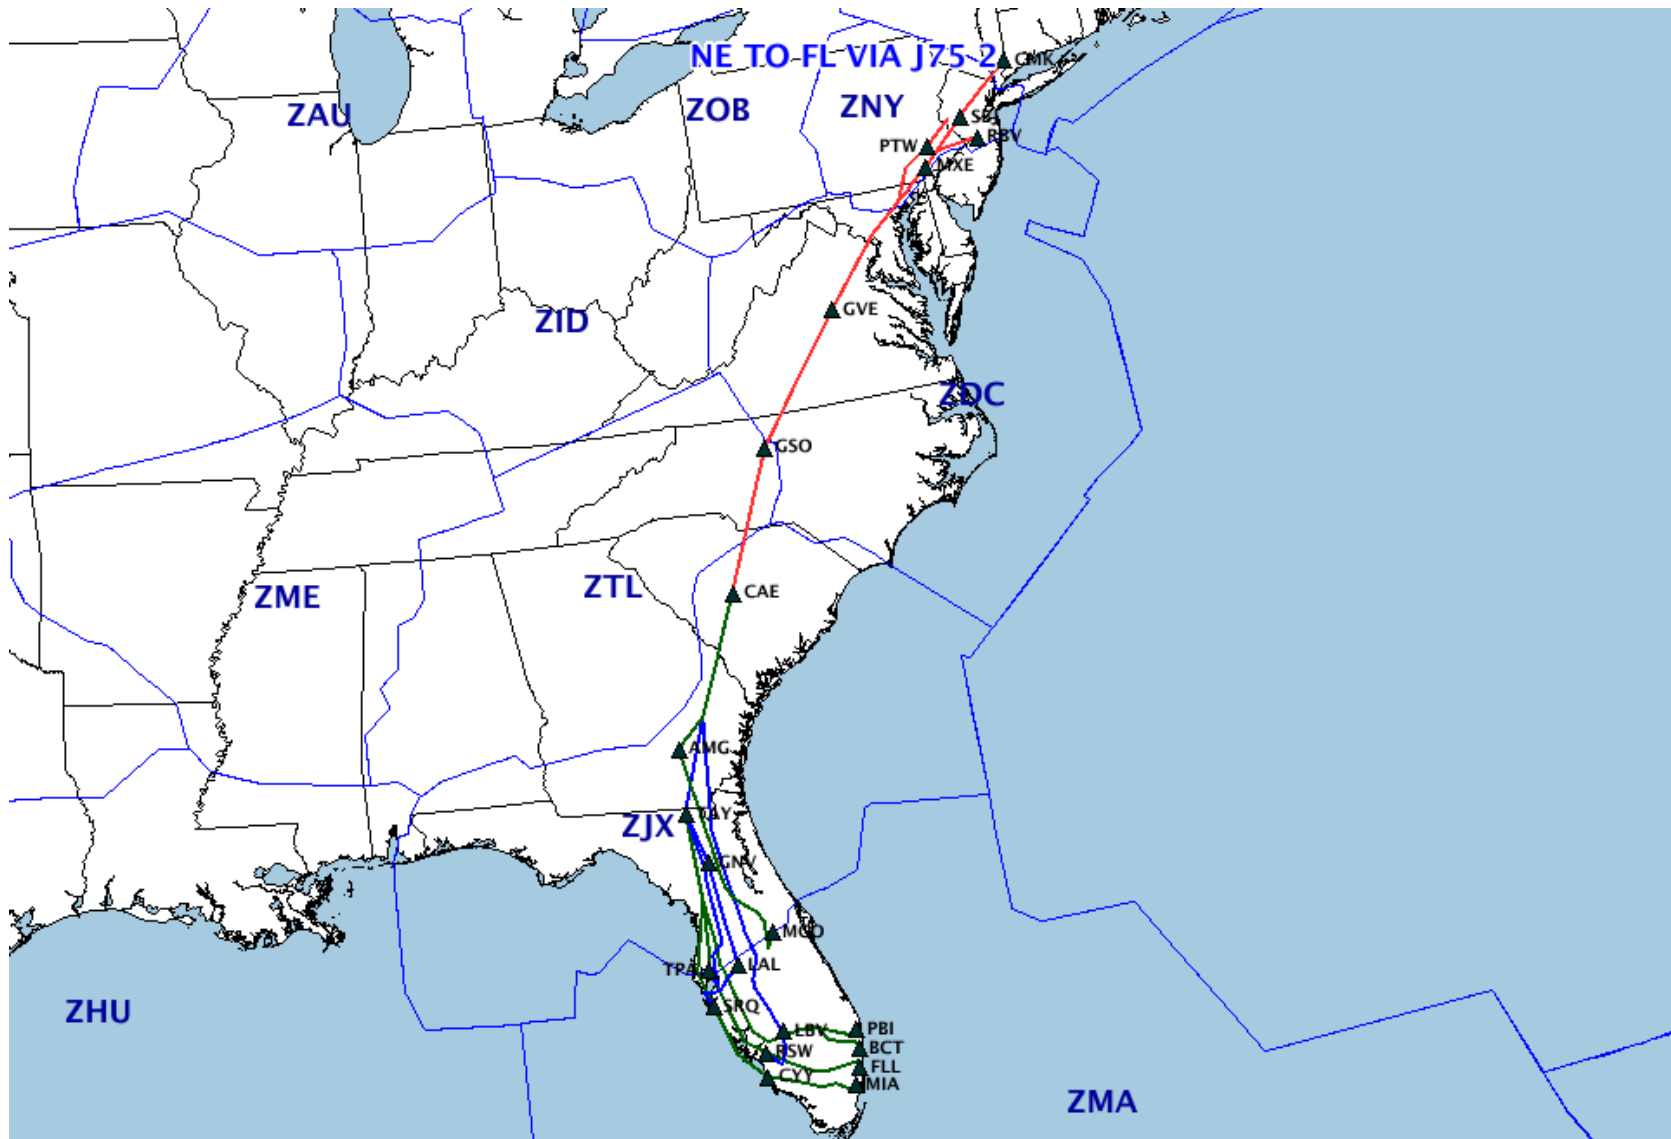 NE TO FL VIA J75 2
CMK
ZAU
ZOB
ZNY
SBJ
RBV
PTW
MXE
GVE
ZID
ZDC
GSO
ZME
ZTL
CAE
AMG
TAY
ZJX
GNV
MCO
TPA
LAL
SRQ
ZHU
LBV
PBI
RSW
BCT
FLL
CYY
MIA
ZMA